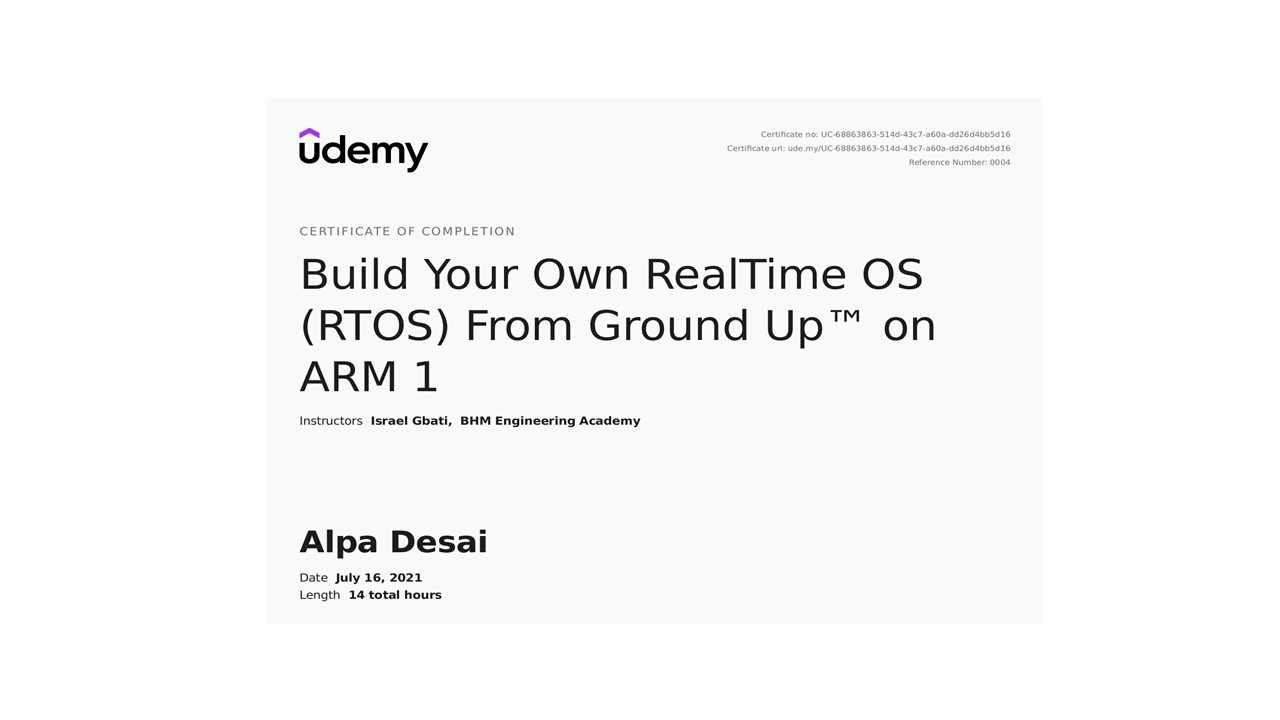 udemy
Certificate no: UC-68863863-514d-43c7-a60a-dd26d4bb5d16
Certificate url: ude.my/UC-68863863-514d-43c7-a60a-dd26d4bb5d16
Reference Number: 0004
CERTIFICATE OF COMPLETION
Build Your Own RealTime OS
(RTOS) From Ground Up™ on
ARM 1
Instructors Israel Gbati, BHM Engineering Academy
Alpa Desai
Date July 16, 2021
Length 14 total hours